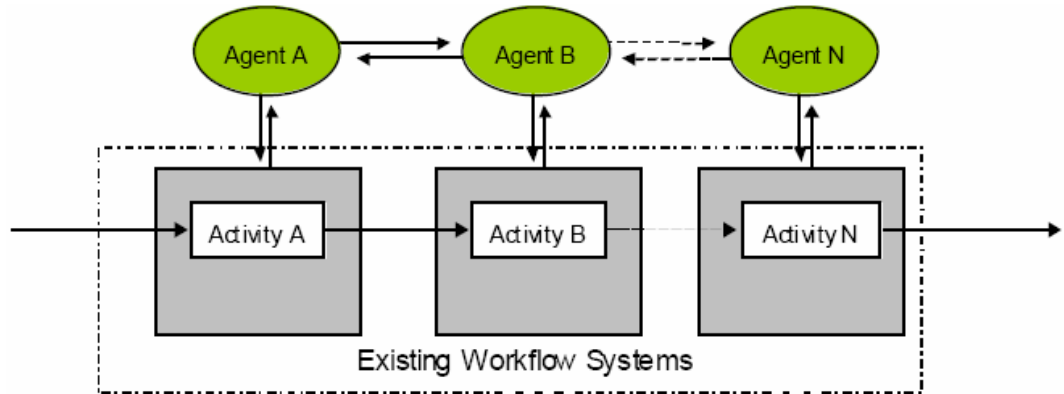 Agent A
Agent B
Agent N
Activity A
Activity B
Activity N
Existing Workflow Systems